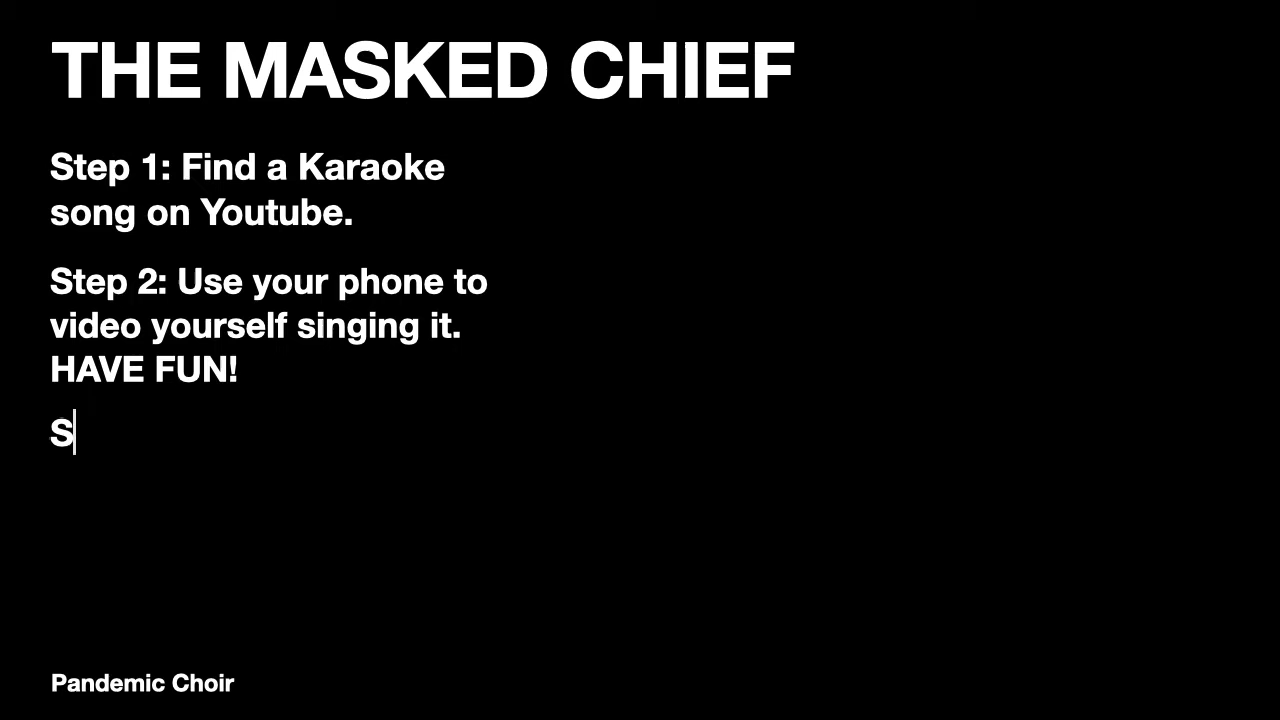 THE MASKED CHIEF
Step 1: Find a Karaoke
song on Youtube.
Step 2: Use your phone to
video yourself singing it.
HAVE FUN!
S
Pandemic Choir